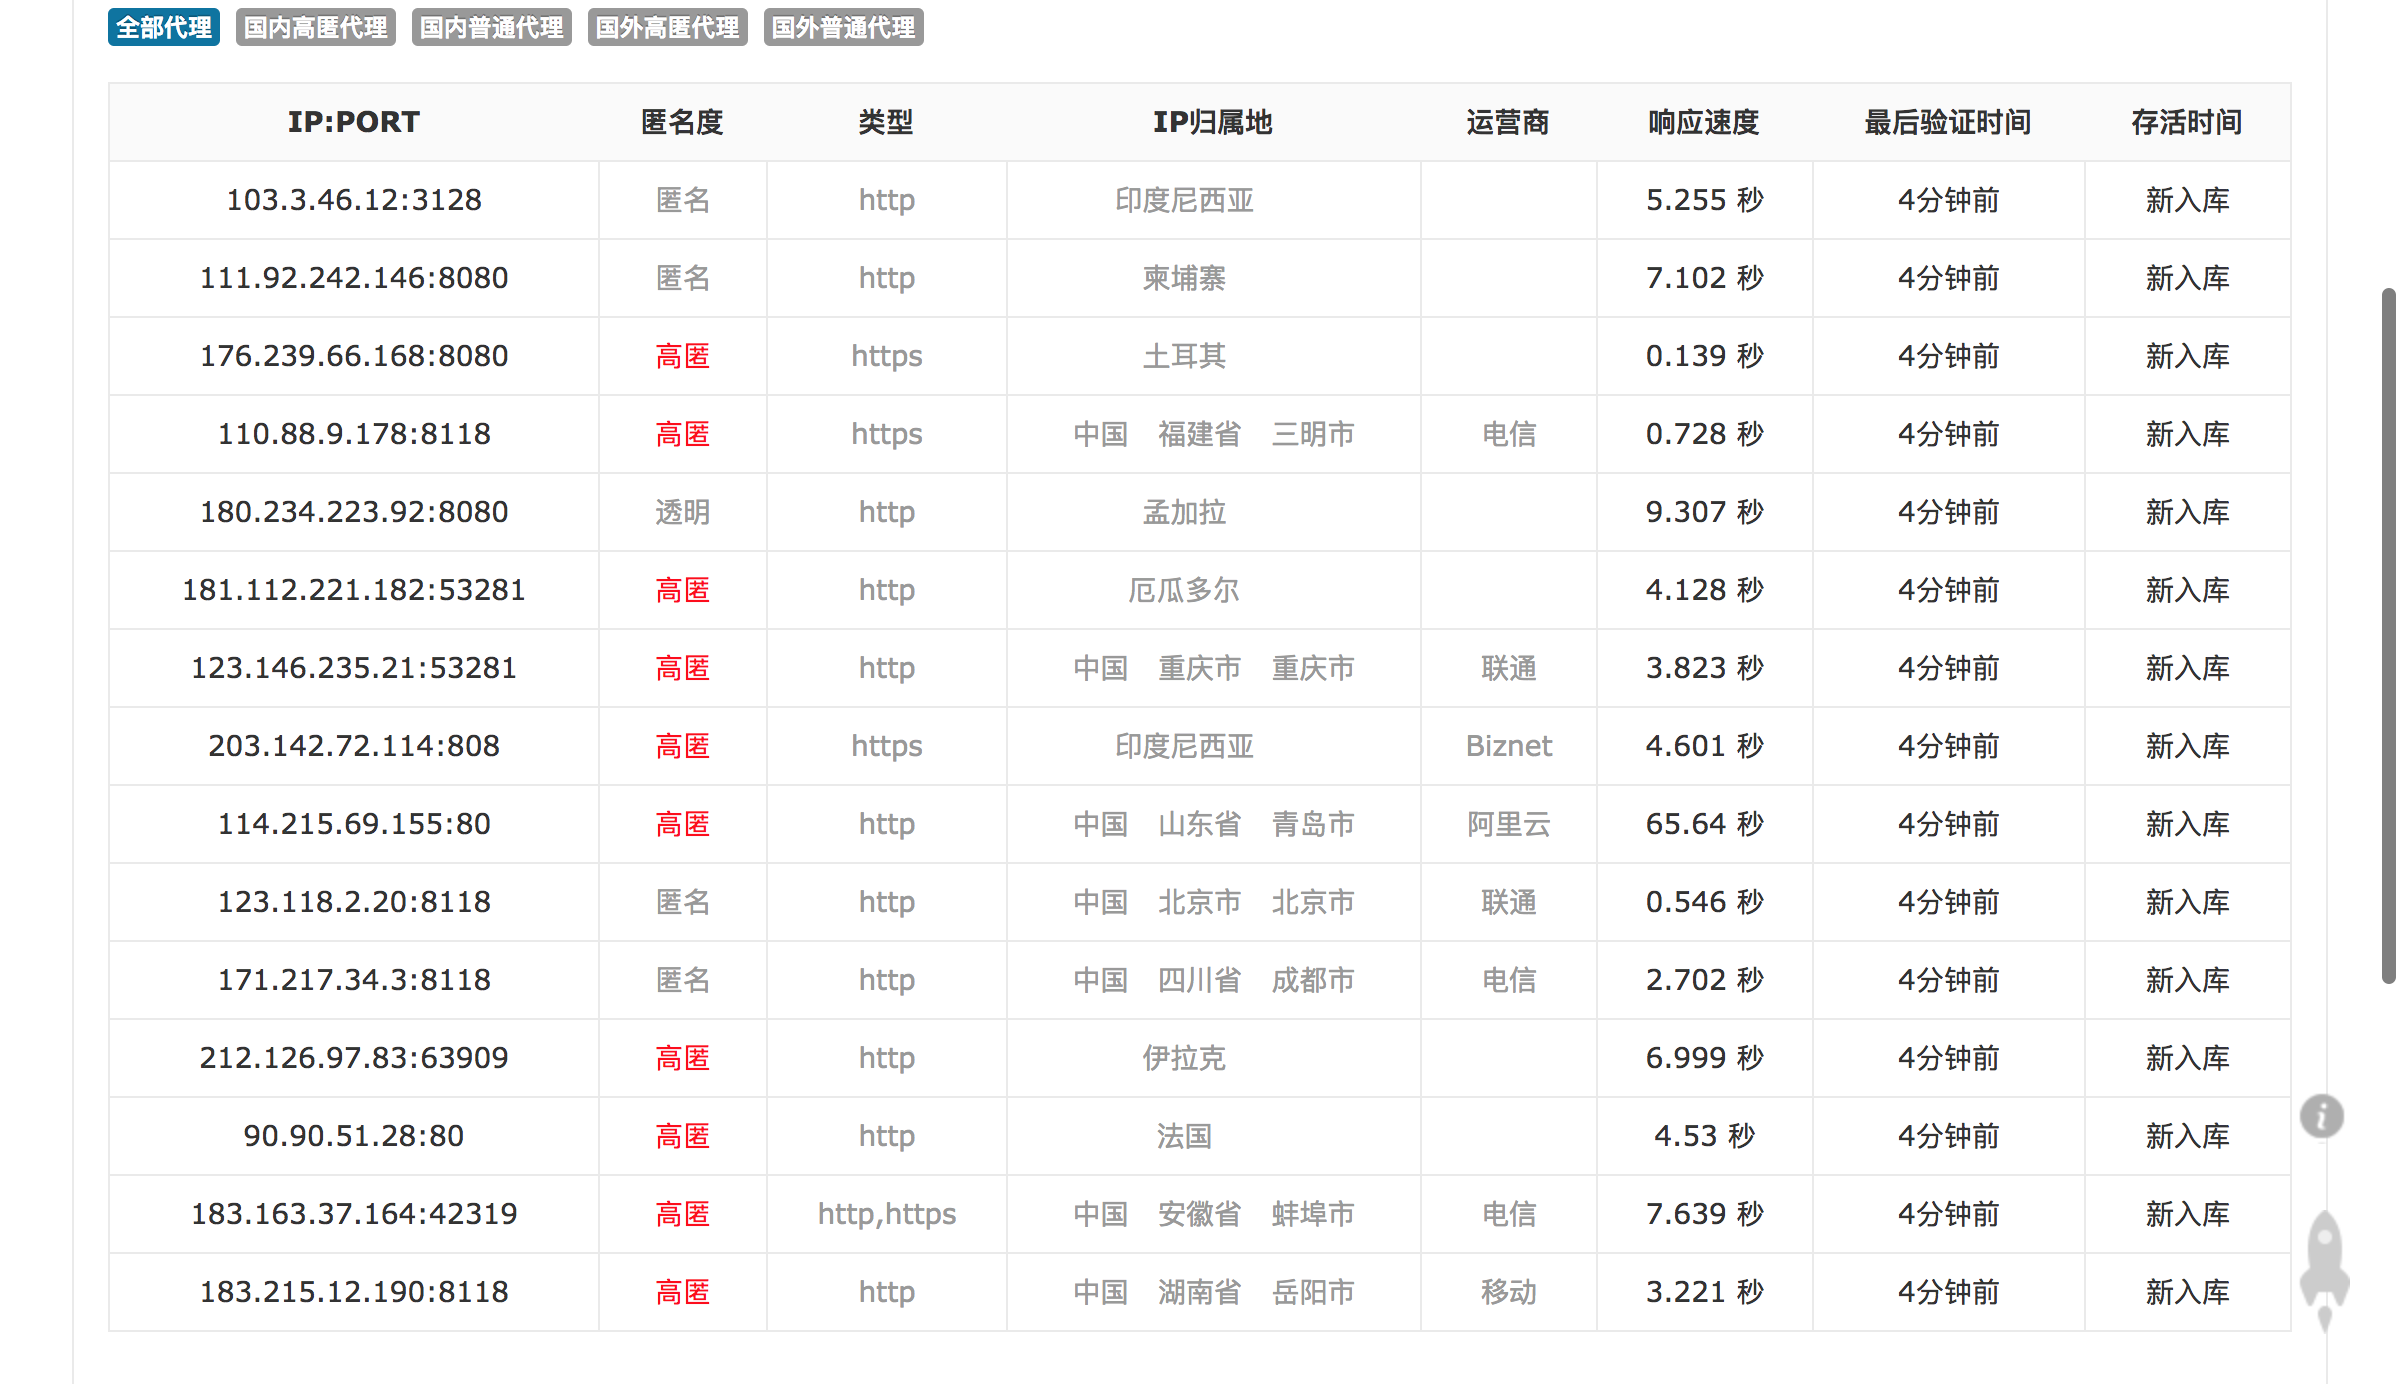 全部代理 国内高匿代理 国内普通代理 国外高匿代理 国外普通代理
IP:PORT 匿名度 类型 IP归属地 运营商 响应速度 最后验证时间 存活时间
103.3.46.12:3128 匿名 http 印度尼西亚 5.255 秒 4分钟前 新入库
111.92.242.146:8080 匿名 http 柬埔寨 7.102 秒 4分钟前 新入库
176.239.66.168:8080 高匿 https 土耳其 0.139 秒 4分钟前 新入库
110.88.9.178:8118 高匿 https 中国 福建省 三明市 电信 0.728 秒 4分钟前 新入库
180.234.223.92:8080 透明 http 孟加拉 9.307 秒 4分钟前 新入库
181.112.221.182:53281 高匿 http 厄瓜多尔 4.128 秒 4分钟前 新入库
123.146.235.21:53281 高匿 http 中国 重庆市 重庆市 联通 3.823 秒 4分钟前 新入库
203.142.72.114:808 高匿 https 印度尼西亚 Biznet 4.601 秒 4分钟前 新入库
114.215.69.155:80 高匿 http 中国 山东省 青岛市 阿里云 65.64 秒 4分钟前 新入库
123.118.2.20:8118 匿名 http 中国 北京市 北京市 联通 0.546 秒 4分钟前 新入库
171.217.34.3:8118 匿名 http 中国 四川省 成都市 电信 2.702 秒 4分钟前 新入库
212.126.97.83:63909 高匿 http 伊拉克 6.999 秒 4分钟前 新入库
90.90.51.28:80 高匿 http 法国 4.53 秒 4分钟前 新入库
183.163.37.164:42319 高匿 http,https 中国 安徽省 蚌埠市 电信 7.639 秒 4分钟前 新入库
183.215.12.190:8118 高匿 http 中国 湖南省 岳阳市 移动 3.221 秒 4分钟前 新入库